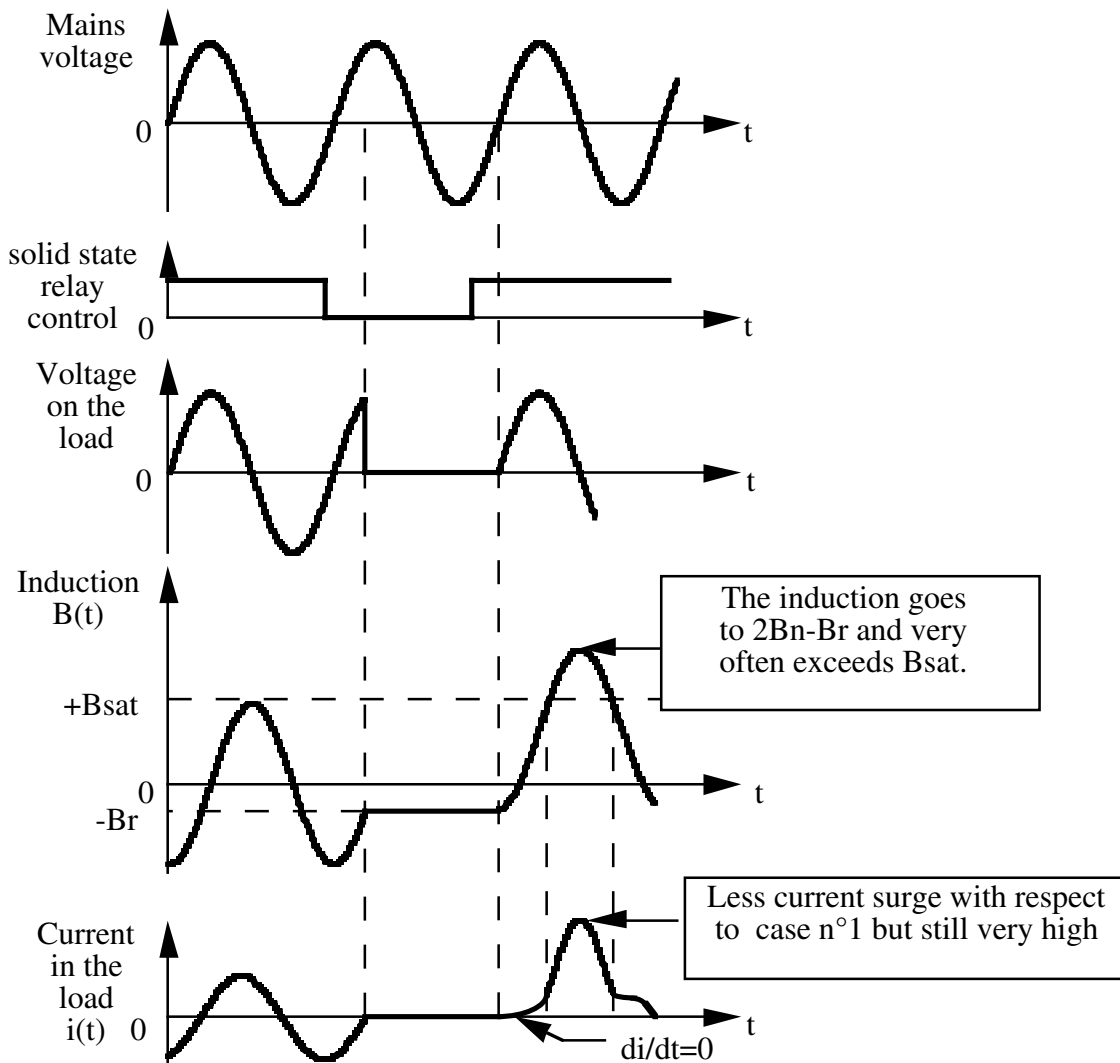 Mains
voltage
0
t
solid state
relay
control
0
t
Voltage
on the
load
0
t
Induction
B(t)
The induction goes
to 2Bn-Br and very
often exceeds Bsat.
+Bsat
0
t
-Br
Less current surge with respect
to case n°1 but still very high
Current
in the
load
i(t)
0
t
di/dt=0